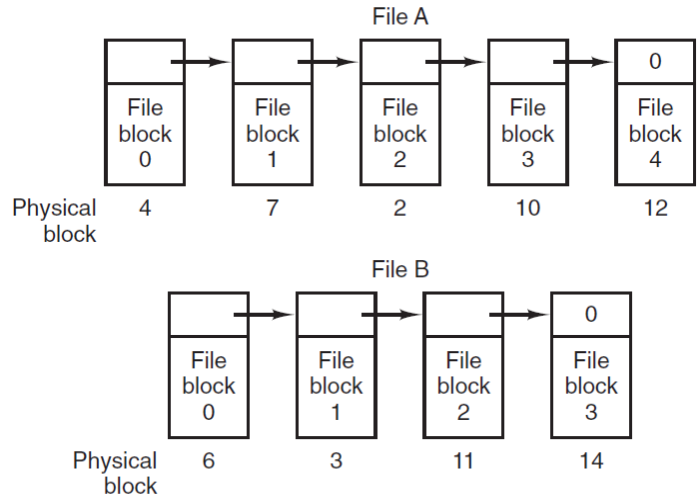 File A
0
File File File File File
block block block block block
0 1 2 3 4
Physical 4 7 2 10 12
block
File B
0
File File File File
block block block block
0 1 2 3
Physical 6 3 11 14
block